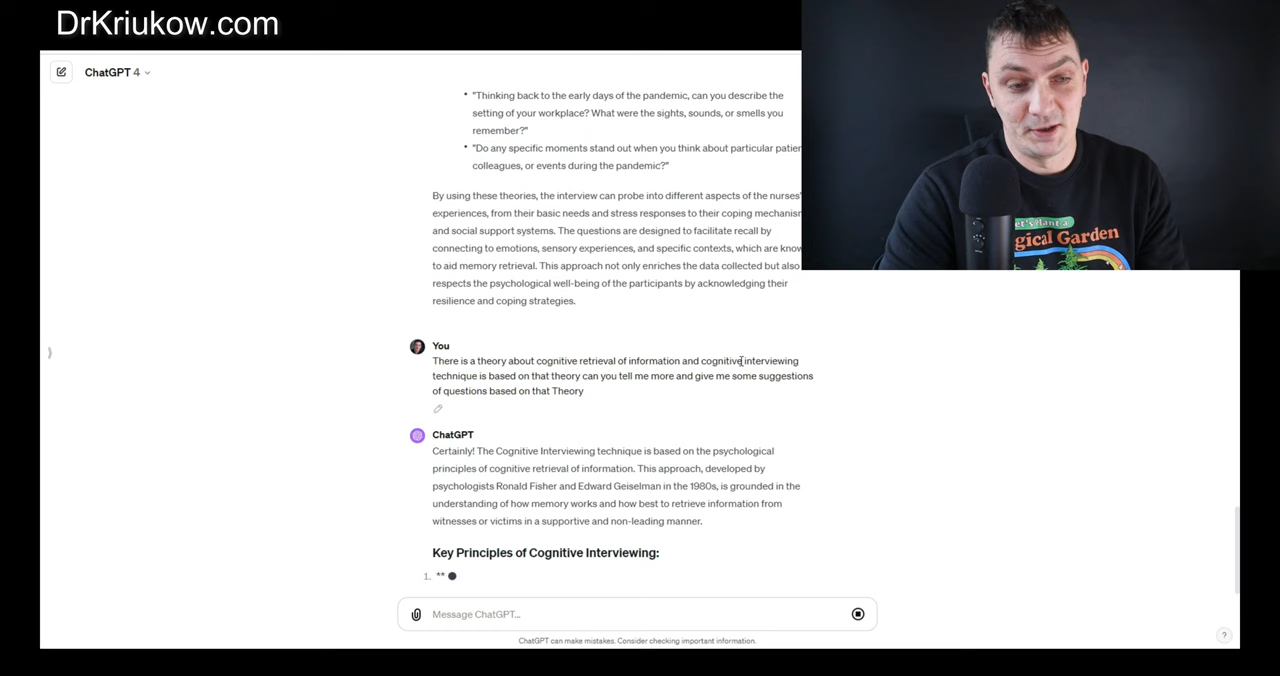 DrKriukow.com
ChatGPT 4
• "Thinking back to the early days of the pandemic, can you describe the
setting of your workplace? What were the sights, sounds, or smells you
remember?"
• "Do any specific moments stand out when you think about particular
colleagues, or events during the pandemic?"
By using these theories, the interview can probe into different aspects of the nurses'
experiences, from their basic needs and stress responses to their coping
and social support systems. The questions are designed to facilitate recall by
connecting to emotions, sensory experiences, and specific contexts, which are
to aid memory retrieval. This approach not only enriches the data collected but also
respects the psychological well-being of the participants by acknowledging their
resilience and coping strategies.
You
There is a theory about cognitive retrieval of information and cognitive interviewing
technique is based on that theory can you tell me more and give me some suggestions
of questions based on that Theory
ChatGPT
Certainly! The Cognitive Interviewing technique is based on the psychological
principles of cognitive retrieval of information. This approach, developed by
psychologists Ronald Fisher and Edward Geiselman in the 1980s, is grounded in the
understanding of how memory works and how best to retrieve information from
witnesses or victims in a supportive and non-leading manner.
Key Principles of Cognitive Interviewing:
1. **
Message ChatGPT...
ChatGPT can make mistakes. Consider checking important information.
?
et's Plant a
gical Garden